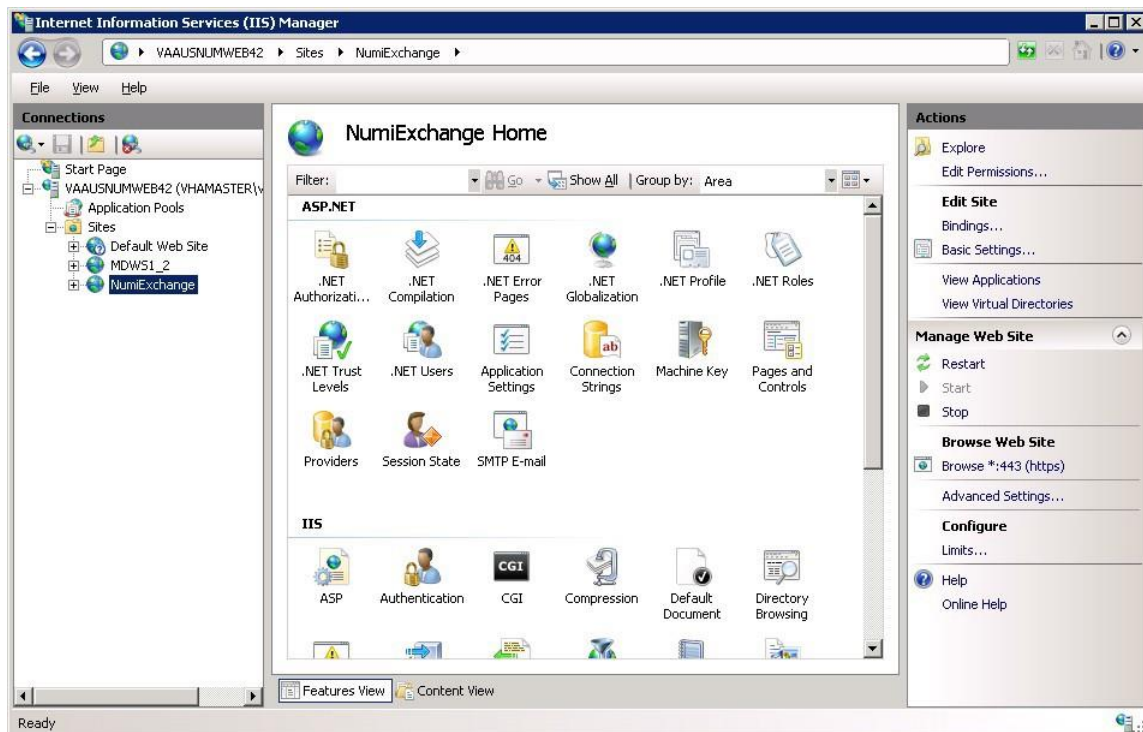 Internet Information Services (IIS) Manager
VAAUSNUMWEB42 Sites NumiExchange
File View Help
Connections
Start Page
VAAUSNUMWEB42 (VHAMASTER\v
Application Pools
Sites
Default Web Site
MDWS1_2
NumiExchange
NumiExchange Home
Filter: Go Show All Group by: Area
ASP.NET
.NET Authorizati...
.NET Compilation
.NET Error Pages
.NET Globalization
.NET Profile
.NET Roles
.NET Trust Levels
.NET Users
Application Settings
Connection Strings
Machine Key
Pages and Controls
Providers
Session State
SMTP E-mail
IIS
ASP
Authentication
CGI
Compression
Default Document
Directory Browsing
Features View Content View
Actions
Explore
Edit Permissions...
Edit Site
Bindings...
Basic Settings...
View Applications
View Virtual Directories
Manage Web Site
Restart
Start
Stop
Browse Web Site
Browse *:443 (https)
Advanced Settings...
Configure
Limits...
Help
Online Help
Ready